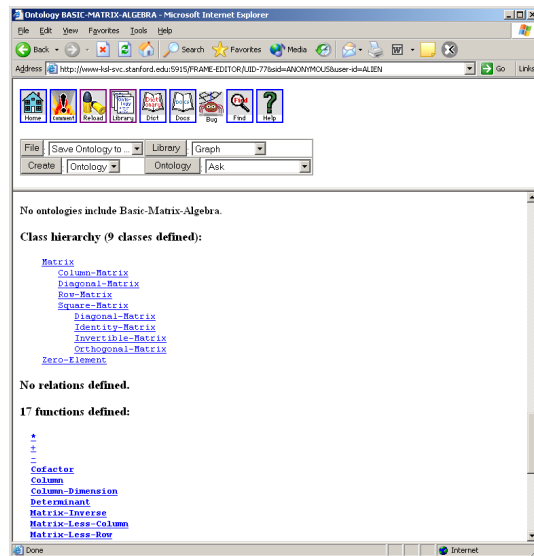 Ontology BASIC-MATRIX-ALGEBRA - Microsoft Internet Explorer
File Edit View Favorites Tools Help
Back Search Favorites Media
Address http://www-ksl-svc.stanford.edu:5915/FRAME-EDITOR/UID-77&sid=ANONYMOUS&user-id=ALIEN Go Links
Home Comment Reload Library Dict Docs Bug Find Help
File Save Ontology to ... Library Graph
Create Ontology Ontology Ask
No ontologies include Basic-Matrix-Algebra.
Class hierarchy (9 classes defined):
Matrix
Column-Matrix
Diagonal-Matrix
Row-Matrix
Square-Matrix
Diagonal-Matrix
Identity-Matrix
Invertible-Matrix
Orthogonal-Matrix
Zero-Element
No relations defined.
17 functions defined:
*
+
-
Cofactor
Column
Column-Dimension
Determinant
Matrix-Inverse
Matrix-Less-Column
Matrix-Less-Row
Done Internet